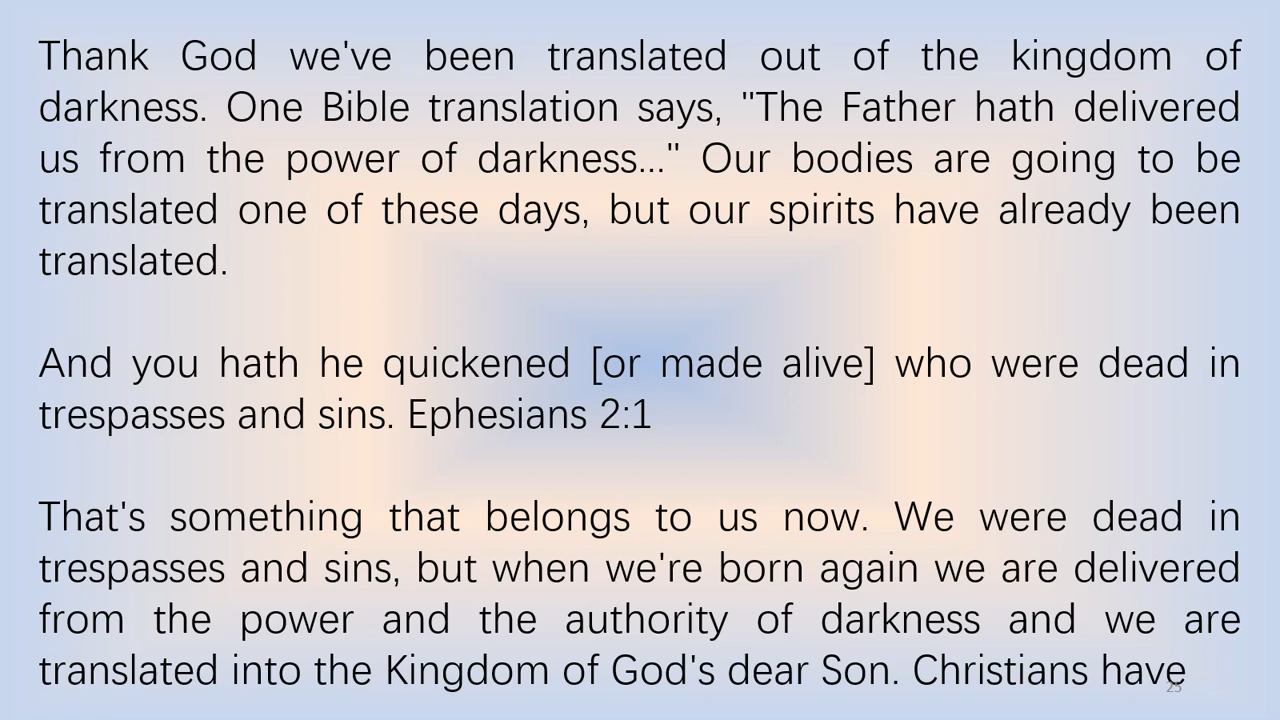 Thank God we've been translated out of the kingdom of
darkness. One Bible translation says, "The Father hath delivered
us from the power of darkness..." Our bodies are going to be
translated one of these days, but our spirits have already been
translated.
And you hath he quickened [or made alive] who were dead in
trespasses and sins. Ephesians 2:1
That's something that belongs to us now. We were dead in
trespasses and sins, but when we're born again we are delivered
from the power and the authority of darkness and we are
translated into the Kingdom of God's dear Son. Christians have
23